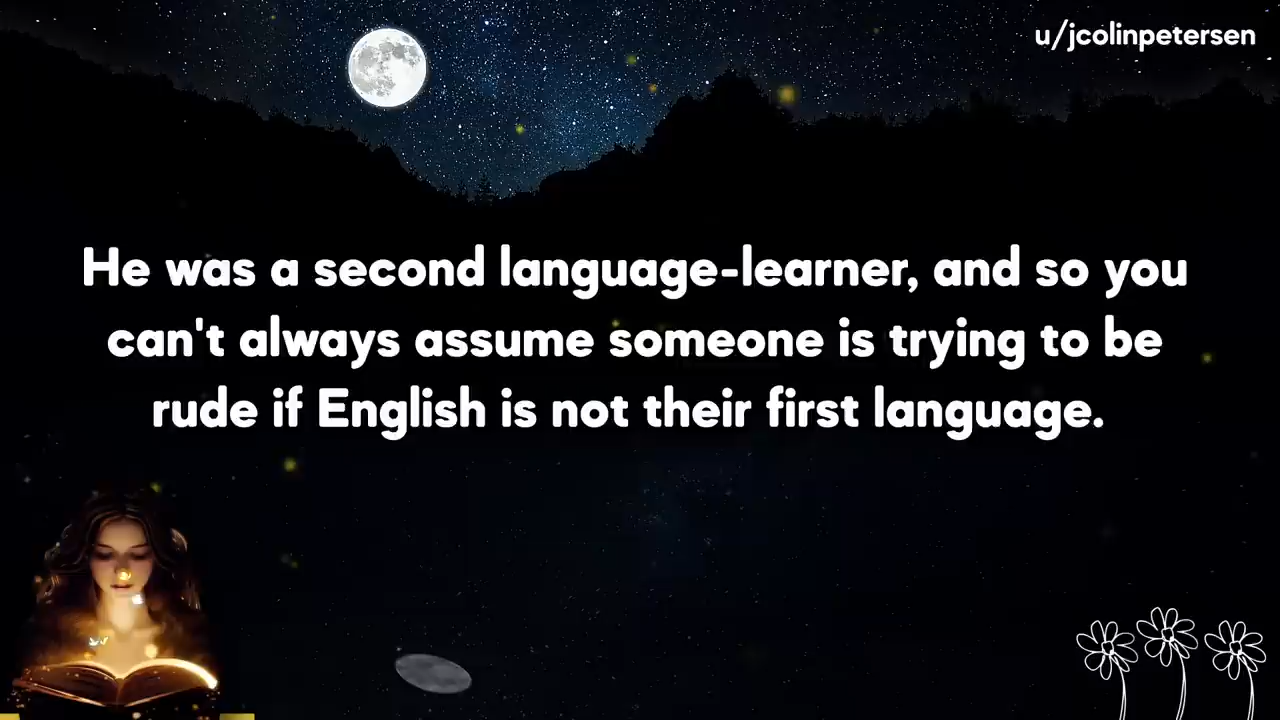 u/jcolinpetersen
He was a second language-learner, and so you
can't always assume someone is trying to be
rude if English is not their first language.